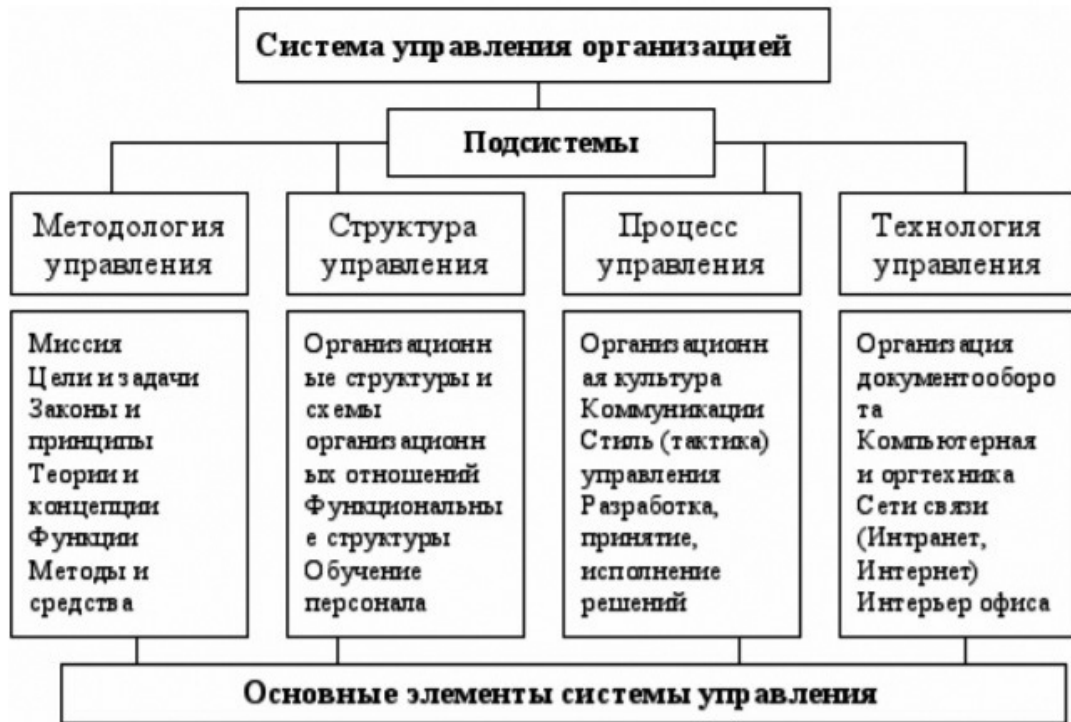 Система управления организацией
Подсистемы
Методология
управления
Структура
управления
Процесс
управления
Технология
управления
Миссия
Цели и задачи
Законы и
принципы
Теории и
концепции
Функции
Методы и
средства
Организационн
ые структуры и
схемы
организационн
ых отношений
Функциональны
е структуры
Обучение
персонала
Организационн
ая культура
Коммуникации
Стиль (тактика)
управления
Разработка,
принятие,
исполнение
решений
Организация
документооборо
та
Компьютерная
и оргтехника
Сети связи
(Интранет,
Интернет)
Интерьер офиса
Основные элементы системы управления